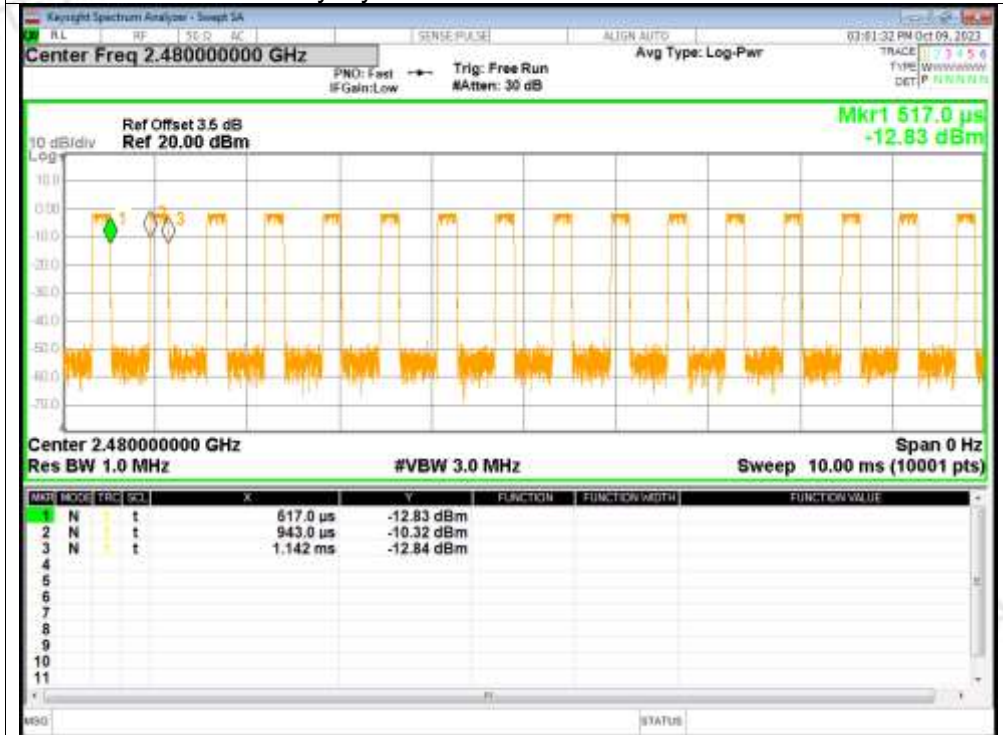 Keysight Spectrum Analyzer - Swept SA
RL RF 50 Ω AC SENSE:PULSE ALIGN AUTO 03:01:32 PM Oct 09, 2023
Center Freq 2.480000000 GHz Avg Type: Log-Pwr TRACE 1 2 3 4 5 6
PNO: Fast Trig: Free Run TYPE WWWWWW
IFGain:Low #Atten: 30 dB DET P NNNNN
Mkr1 517.0 µs
Ref Offset 3.5 dB
10 dB/div Ref 20.00 dBm -12.83 dBm
Log
10.0
0.00
-10.0
-20.0
-30.0
-40.0
-50.0
-60.0
-70.0
1 2 3
Center 2.480000000 GHz Span 0 Hz
Res BW 1.0 MHz #VBW 3.0 MHz Sweep 10.00 ms (10001 pts)
MKR MODE TRC SCL X Y FUNCTION FUNCTION WIDTH FUNCTION VALUE
1 N 1 t 617.0 µs -12.83 dBm
2 N 1 t 943.0 µs -10.32 dBm
3 N 1 t 1.142 ms -12.84 dBm
4
5
6
7
8
9
10
11
MSG STATUS